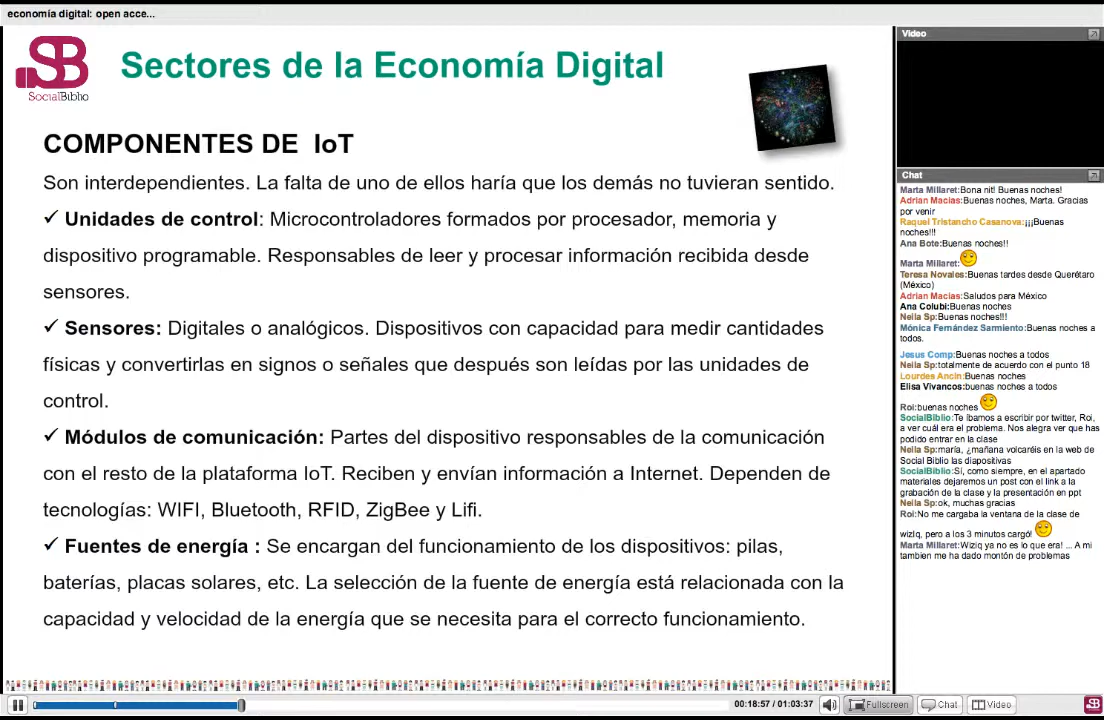 economía digital: open acce...
SB
SocialBiblio
Sectores de la Economía Digital
COMPONENTES DE IoT
Son interdependientes. La falta de uno de ellos haría que los demás no tuvieran sentido.
✓ Unidades de control: Microcontroladores formados por procesador, memoria y
dispositivo programable. Responsables de leer y procesar información recibida desde
sensores.
✓ Sensores: Digitales o analógicos. Dispositivos con capacidad para medir cantidades
físicas y convertirlas en signos o señales que después son leídas por las unidades de
control.
✓ Módulos de comunicación: Partes del dispositivo responsables de la comunicación
con el resto de la plataforma IoT. Reciben y envían información a Internet. Dependen de
tecnologías: WIFI, Bluetooth, RFID, ZigBee y Lifi.
✓ Fuentes de energía : Se encargan del funcionamiento de los dispositivos: pilas,
baterías, placas solares, etc. La selección de la fuente de energía está relacionada con la
capacidad y velocidad de la energía que se necesita para el correcto funcionamiento.
Video
Chat
Marta Millaret:Bona nit! Buenas noches!
Adrian Macias:Buenas noches, Marta. Gracias
por venir
Raquel Tristancho Casanova:¡¡¡Buenas
noches!!!
Ana Bote:Buenas noches!!
Marta Millaret:
Teresa Novales:Buenas tardes desde Querétaro
(México)
Adrian Macias:Saludos para México
Ana Colubi:Buenas noches
Neila Sp:Buenas noches!!!
Mónica Fernández Sarmiento:Buenas noches a
todos.
Jesus Comp:Buenas noches a todos
Neila Sp:totalmente de acuerdo con el punto 18
Lourdes Ancin:Buenas noches
Elisa Vivancos:buenas noches a todos
Roi:buenas noches
SocialBiblio:Te íbamos a escribir por twitter, Roi,
a ver cuál era el problema. Nos alegra ver que has
podido entrar en la clase
Neila Sp:maría, ¿mañana volcaréis en la web de
Social Biblio las diapositivas
SocialBiblio:Sí, como siempre, en el apartado
materiales dejaremos un post con el link a la
grabación de la clase y la presentación en ppt
Neila Sp:ok, muchas gracias
Roi:No me cargaba la ventana de la clase de
wizIq, pero a los 3 minutos cargó!
Marta Millaret:Wiziq ya no es lo que era! ... A mi
tambien me ha dado montón de problemas
00:18:57 / 01:03:37
Fullscreen
Chat
Video
SB